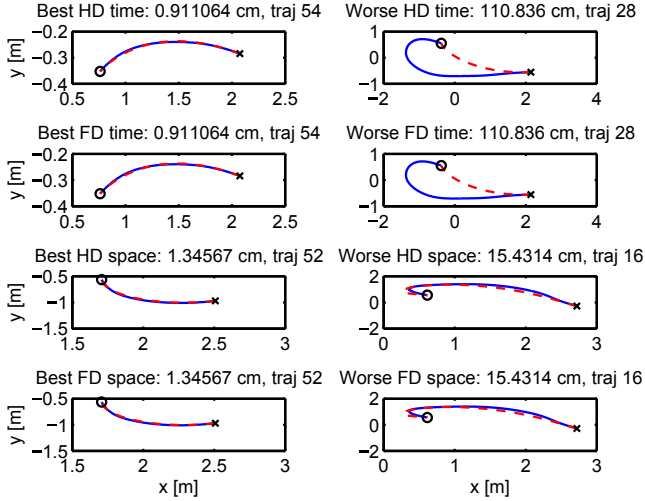 Best HD time: 0.911064 cm, traj 54
Worse HD time: 110.836 cm, traj 28
y [m]
−0.2
−0.3
−0.4
0.5 1 1.5 2 2.5
1
0
−1
−2 0 2 4
Best FD time: 0.911064 cm, traj 54
Worse FD time: 110.836 cm, traj 28
y [m]
−0.2
−0.3
−0.4
0.5 1 1.5 2 2.5
1
0
−1
−2 0 2 4
Best HD space: 1.34567 cm, traj 52
Worse HD space: 15.4314 cm, traj 16
y [m]
−0.5
−1
−1.5
1.5 2 2.5 3
2
0
−2
0 1 2 3
Best FD space: 1.34567 cm, traj 52
Worse FD space: 15.4314 cm, traj 16
y [m]
−0.5
−1
−1.5
1.5 2 2.5 3
x [m]
2
0
−2
0 1 2 3
x [m]